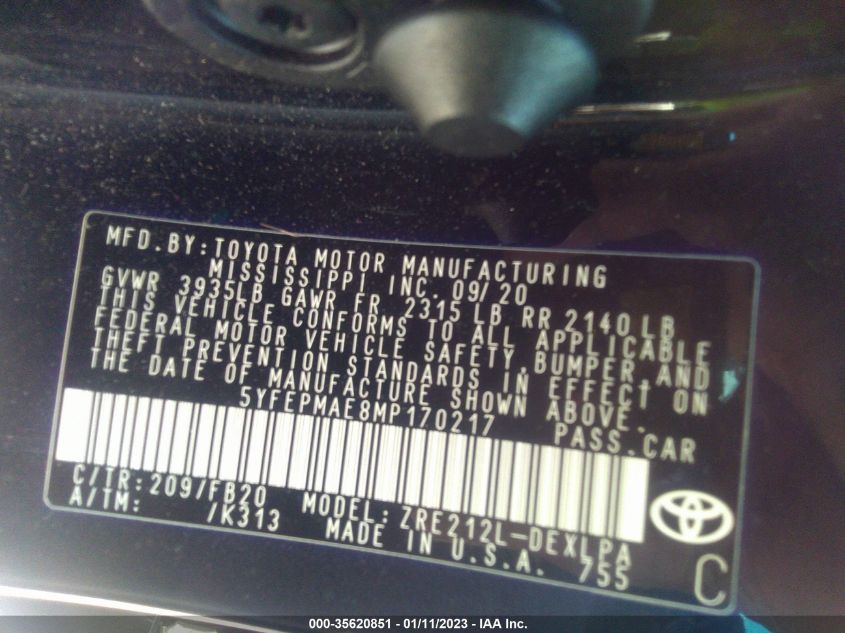 MFD.BY:TOYOTA MOTOR MANUFACTURING
MISSISSIPPI INC. 09/20
GVWR 3935LB GAWR FR 2315 LB RR 2140 LB
THIS VEHICLE CONFORMS TO ALL APPLICABLE
FEDERAL MOTOR VEHICLE SAFETY,BUMPER,AND
THEFT PREVENTION STANDARDS IN EFFECT ON
THE DATE OF MANUFACTURE SHOWN ABOVE.
5YFEPMAE8MP170217 PASS.CAR
C/TR:209/FB20 MODEL:ZRE212L-DEXLPA
A/TM: /K313 MADE IN U.S.A. 755
C
000-35620851 - 01/11/2023 - IAA Inc.